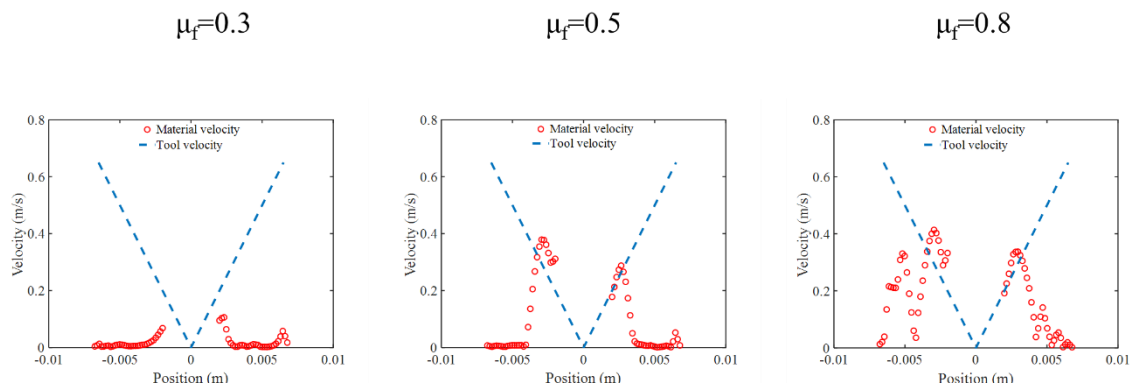 μf=0.3
μf=0.5
μf=0.8
0.8
0.6
0.4
0.2
0
Velocity (m/s)
Material velocity
Tool velocity
-0.01
-0.005
0
0.005
0.01
Position (m)
0.8
0.6
0.4
0.2
0
Velocity (m/s)
Material velocity
Tool velocity
-0.01
-0.005
0
0.005
0.01
Position (m)
0.8
0.6
0.4
0.2
0
Velocity (m/s)
Material velocity
Tool velocity
-0.01
-0.005
0
0.005
0.01
Position (m)